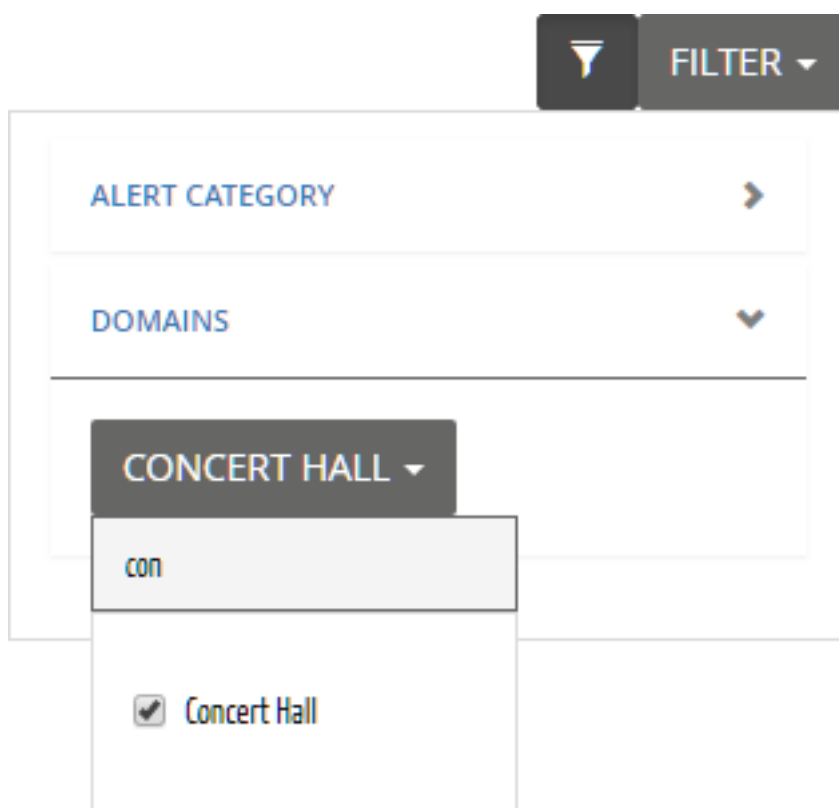 FILTER
ALERT CATEGORY
DOMAINS
CONCERT HALL
con
Concert Hall